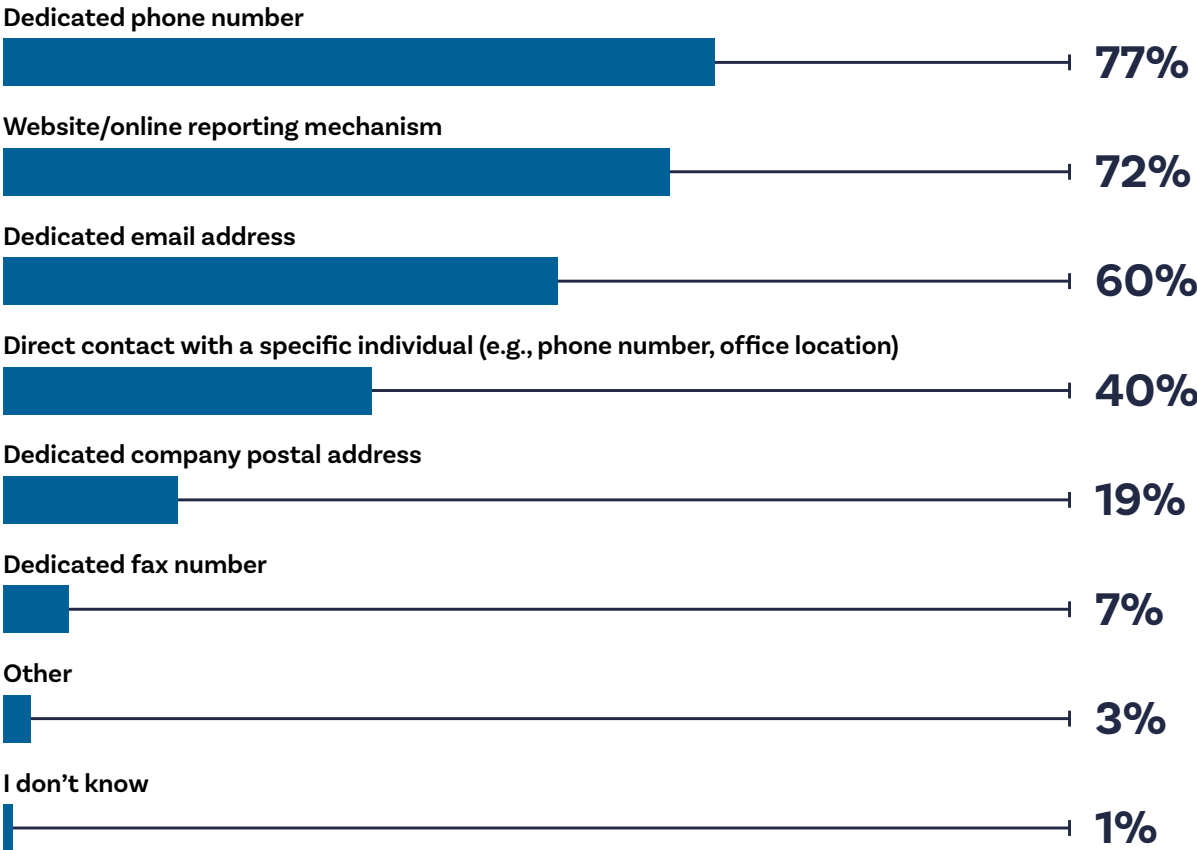 Dedicated phone number
77%
Website/online reporting mechanism
72%
Dedicated email address
60%
Direct contact with a specific individual (e.g., phone number, office location)
40%
Dedicated company postal address
19%
Dedicated fax number
7%
Other
3%
I don’t know
1%